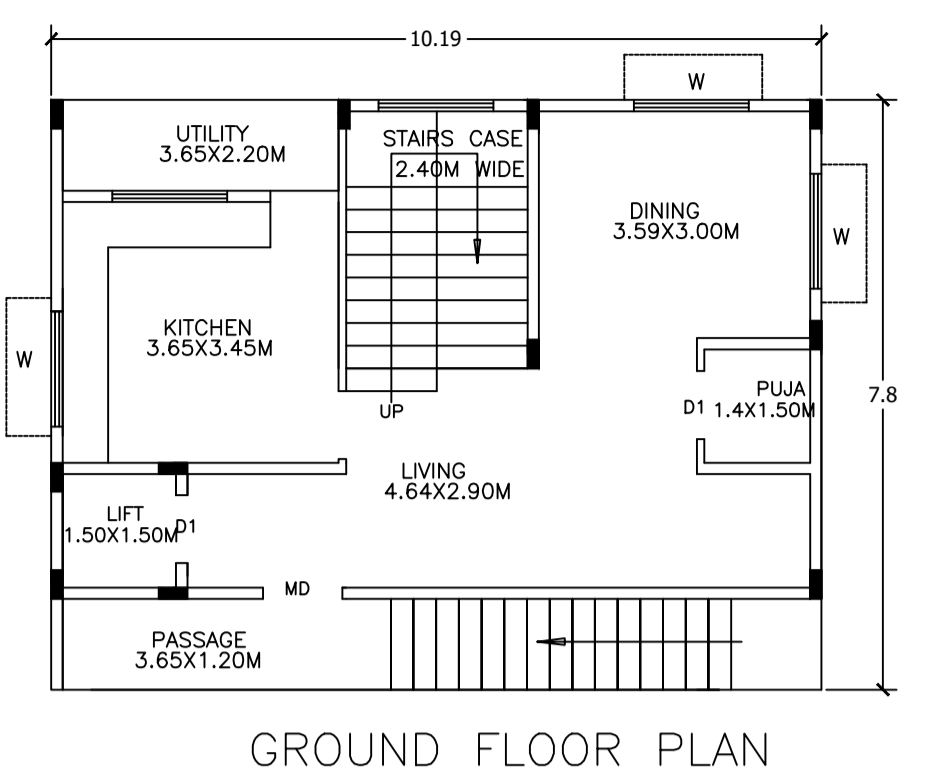 10.19
W
UTILITY
3.65X2.20M
STAIRS CASE
2.40M WIDE
DINING
3.59X3.00M
W
KITCHEN
3.65X3.45M
W
PUJA
D1 1.4X1.50M
7.8
UP
LIVING
4.64X2.90M
LIFT
1.50X1.50M
D1
MD
PASSAGE
3.65X1.20M
GROUND FLOOR PLAN